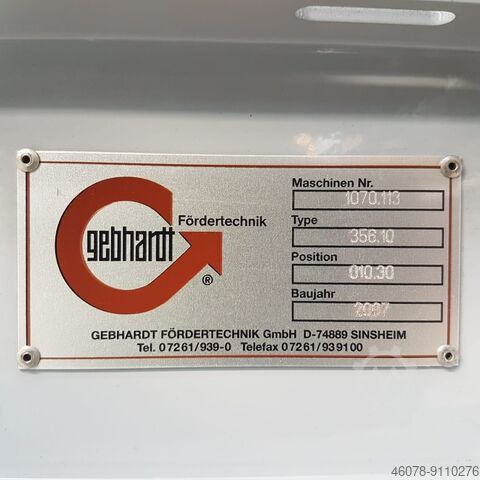 gebhardt
Fördertechnik
®
Maschinen Nr.
1070.113
Type
356.10
Position
010.30
Baujahr
2007
GEBHARDT FÖRDERTECHNIK GmbH D-74889 SINSHEIM
Tel. 07261/939-0 Telefax 07261/939100
46078-9110276